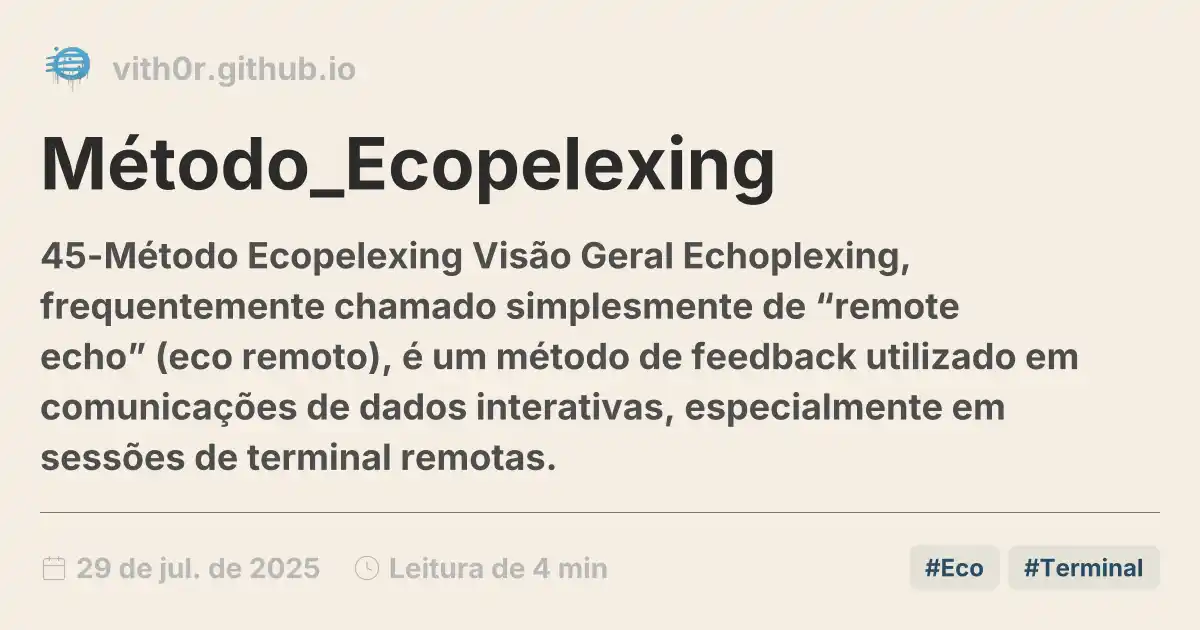 vith0r.github.io
Método_Ecopelexing
45-Método Ecopelexing Visão Geral Echoplexing,
frequentemente chamado simplesmente de “remote
echo” (eco remoto), é um método de feedback utilizado em
comunicações de dados interativas, especialmente em
sessões de terminal remotas.
29 de jul. de 2025 Leitura de 4 min #Eco #Terminal